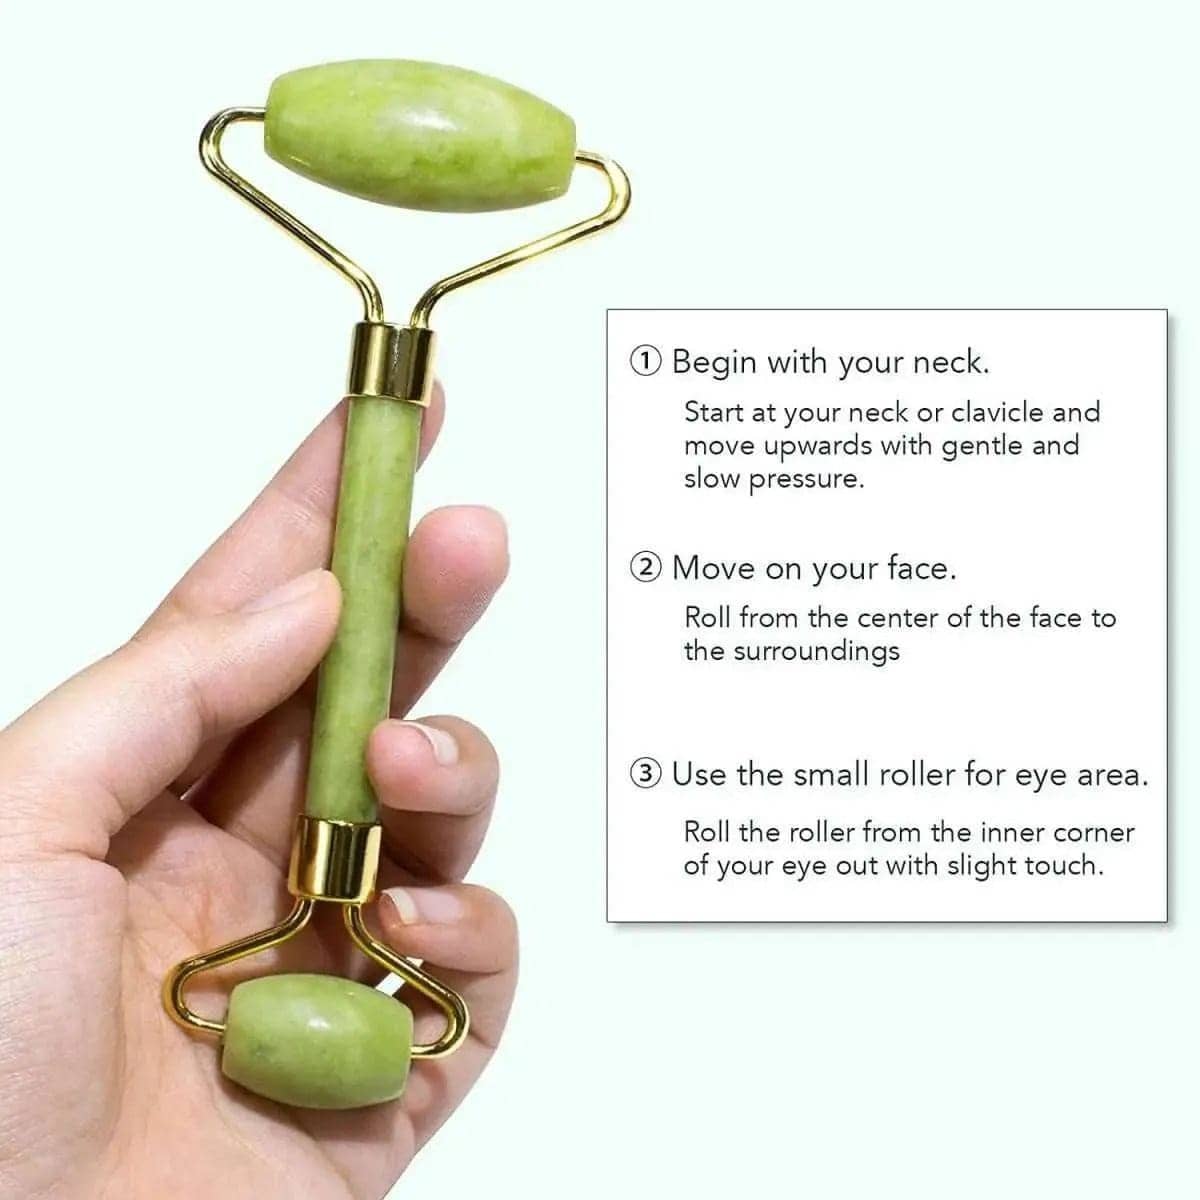 ① Begin with your neck.
Start at your neck or clavicle and
move upwards with gentle and
slow pressure.
② Move on your face.
Roll from the center of the face to
the surroundings
③ Use the small roller for eye area.
Roll the roller from the inner corner
of your eye out with slight touch.